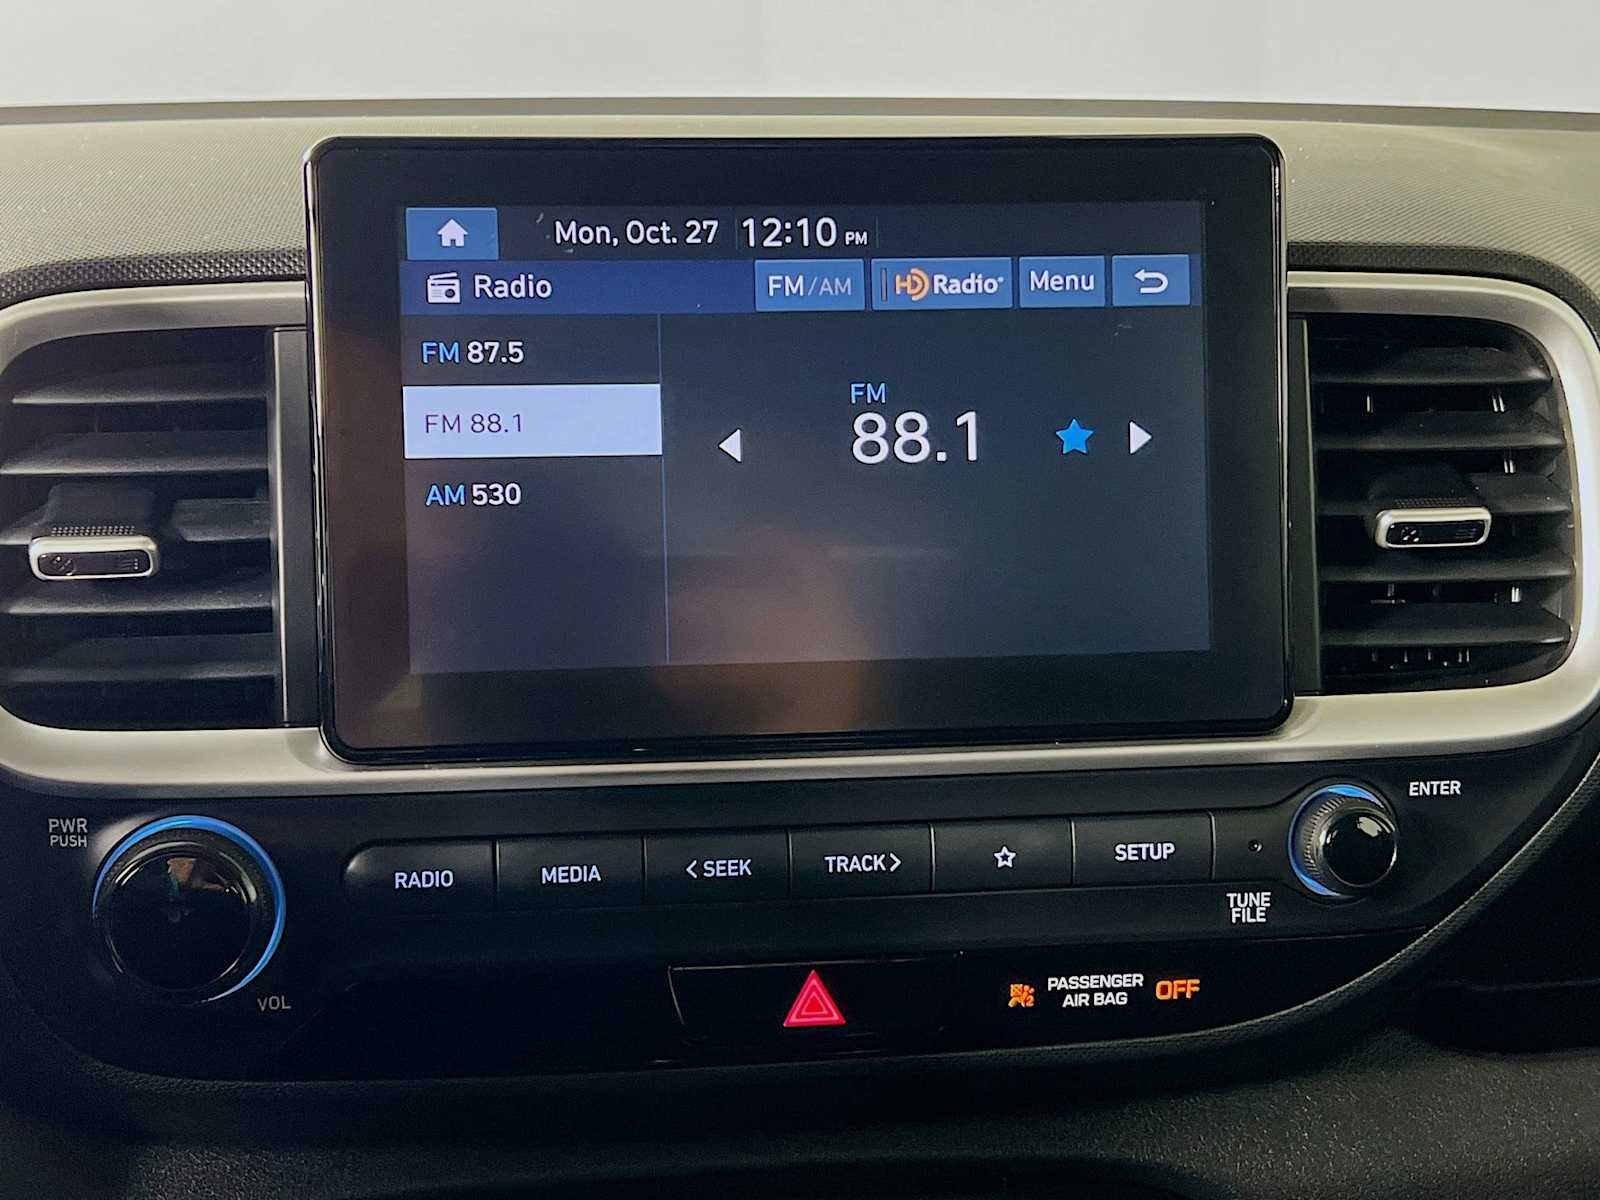 Mon, Oct. 27 12:10 PM
Radio FM/AM HD Radio® Menu
FM 87.5
FM 88.1
AM 530
FM
88.1
PWR
PUSH
VOL
RADIO
MEDIA
< SEEK
TRACK >
SETUP
ENTER
TUNE
FILE
PASSENGER
AIR BAG
OFF
2